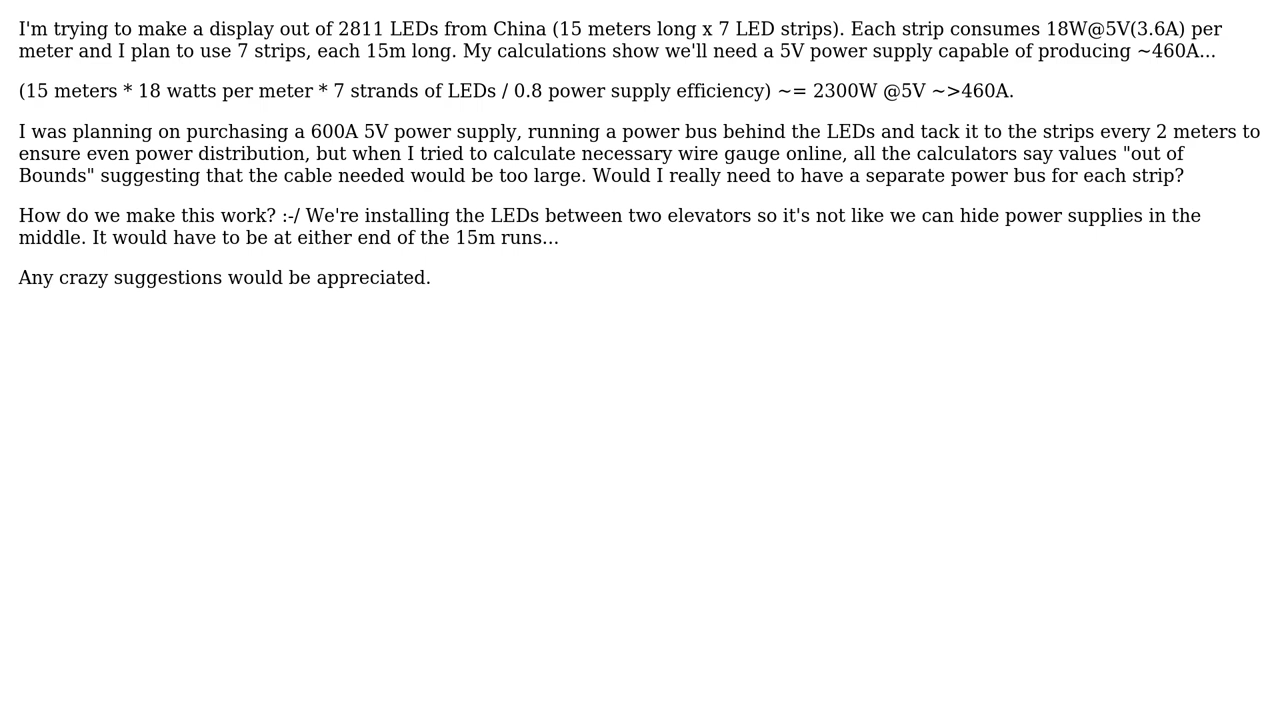 I'm trying to make a display out of 2811 LEDs from China (15 meters long x 7 LED strips). Each strip consumes 18W@5V(3.6A) per
meter and I plan to use 7 strips, each 15m long. My calculations show we'll need a 5V power supply capable of producing ~460A...
(15 meters * 18 watts per meter * 7 strands of LEDs / 0.8 power supply efficiency) ~= 2300W @5V ~>460A.
I was planning on purchasing a 600A 5V power supply, running a power bus behind the LEDs and tack it to the strips every 2 meters to
ensure even power distribution, but when I tried to calculate necessary wire gauge online, all the calculators say values "out of
Bounds" suggesting that the cable needed would be too large. Would I really need to have a separate power bus for each strip?
How do we make this work? :-/ We're installing the LEDs between two elevators so it's not like we can hide power supplies in the
middle. It would have to be at either end of the 15m runs...
Any crazy suggestions would be appreciated.